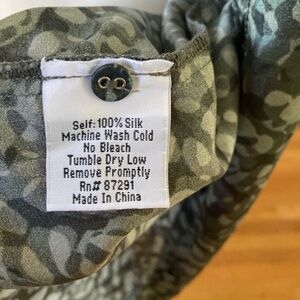 Self: 100% Silk
Machine Wash Cold
No Bleach
Tumble Dry Low
Remove Promptly
Rn# 87291
Made In China